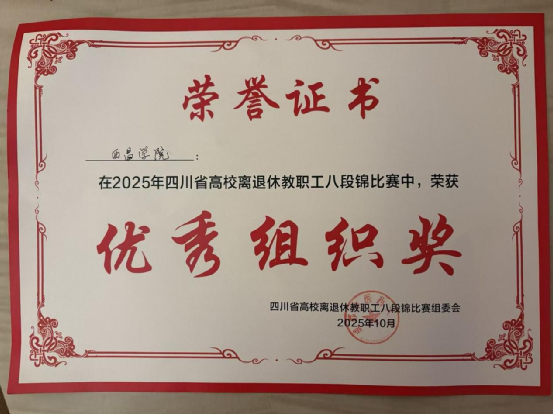 荣誉证书
西昌学院:
在2025年四川省高校离退休教职工八段锦比赛中，荣获
优秀组织奖
四川省高校离退休教职工八段锦比赛组委会
2025年10月